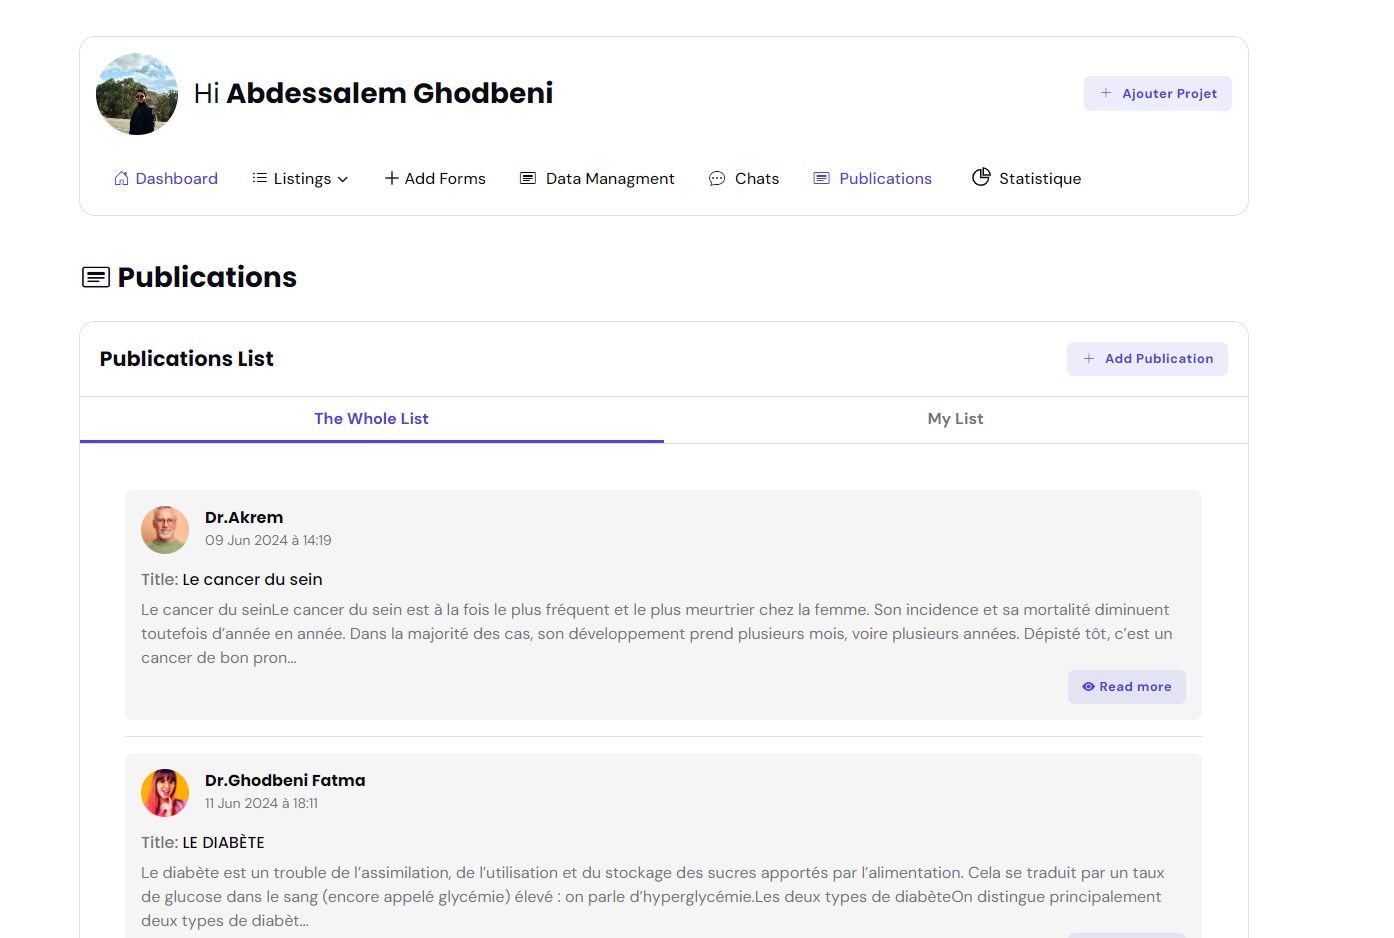 Hi Abdessalem Ghodbeni
Ajouter Projet
Dashboard Listings Add Forms Data Managment Chats Publications Statistique
Publications
Publications List
Add Publication
The Whole List My List
Dr.Akrem
09 Jun 2024 à 14:19
Title: Le cancer du sein
Le cancer du seinLe cancer du sein est à la fois le plus fréquent et le plus meurtrier chez la femme. Son incidence et sa mortalité diminuent
toutefois d’année en année. Dans la majorité des cas, son développement prend plusieurs mois, voire plusieurs années. Dépisté tôt, c’est un
cancer de bon pron...
Read more
Dr.Ghodbeni Fatma
11 Jun 2024 à 18:11
Title: LE DIABÈTE
Le diabète est un trouble de l’assimilation, de l’utilisation et du stockage des sucres apportés par l’alimentation. Cela se traduit par un taux
de glucose dans le sang (encore appelé glycémie) élevé : on parle d’hyperglycémie.Les deux types de diabèteOn distingue principalement
deux types de diabèt...